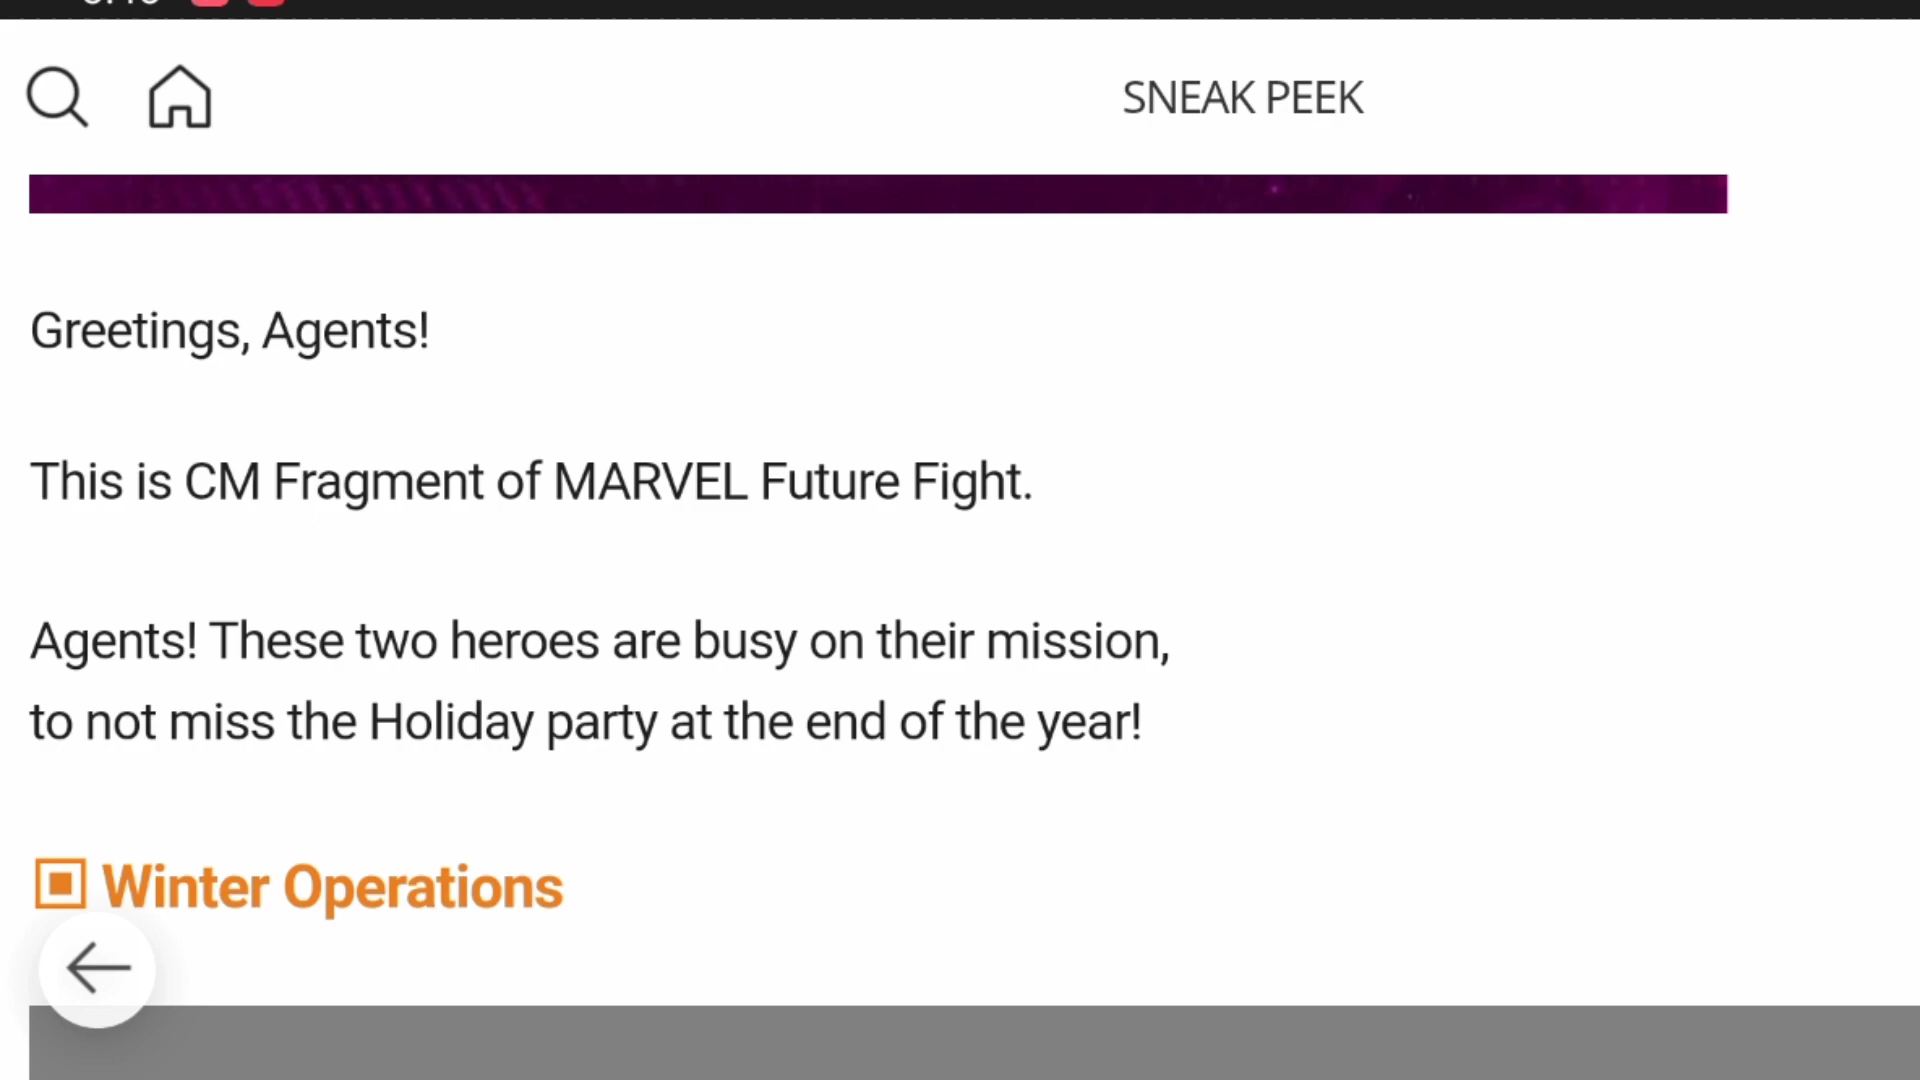 SNEAK PEEK
Greetings, Agents!
This is CM Fragment of MARVEL Future Fight.
Agents! These two heroes are busy on their mission,
to not miss the Holiday party at the end of the year!
▣ Winter Operations